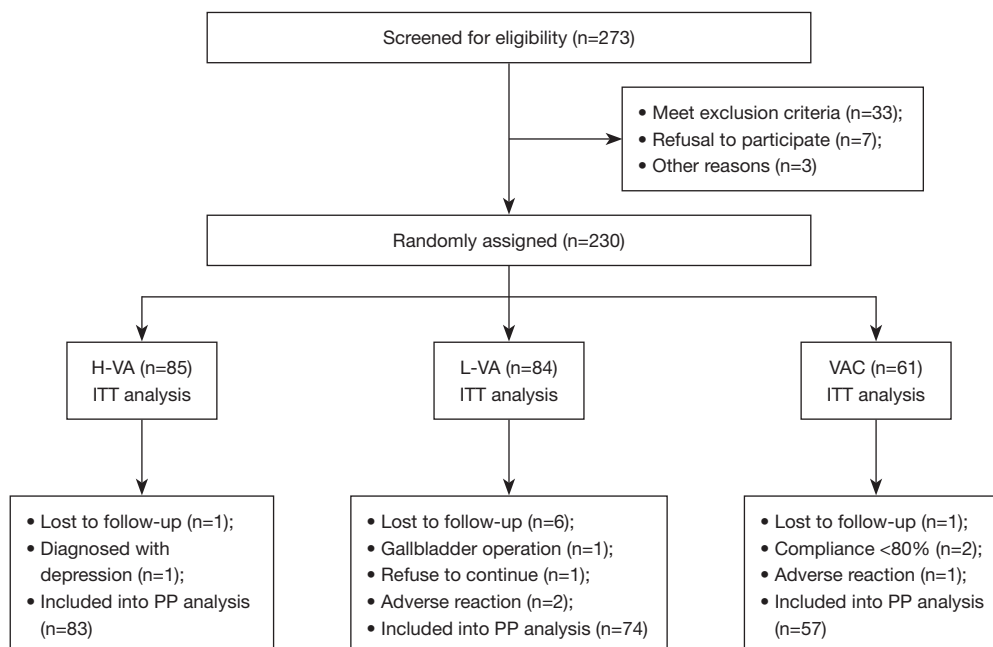 Screened for eligibility (n=273)
• Meet exclusion criteria (n=33);
• Refusal to participate (n=7);
• Other reasons (n=3)
Randomly assigned (n=230)
H-VA (n=85)
ITT analysis
L-VA (n=84)
ITT analysis
VAC (n=61)
ITT analysis
• Lost to follow-up (n=1);
• Diagnosed with
depression (n=1);
• Included into PP analysis
(n=83)
• Lost to follow-up (n=6);
• Gallbladder operation (n=1);
• Refuse to continue (n=1);
• Adverse reaction (n=2);
• Included into PP analysis (n=74)
• Lost to follow-up (n=1);
• Compliance <80% (n=2);
• Adverse reaction (n=1);
• Included into PP analysis
(n=57)